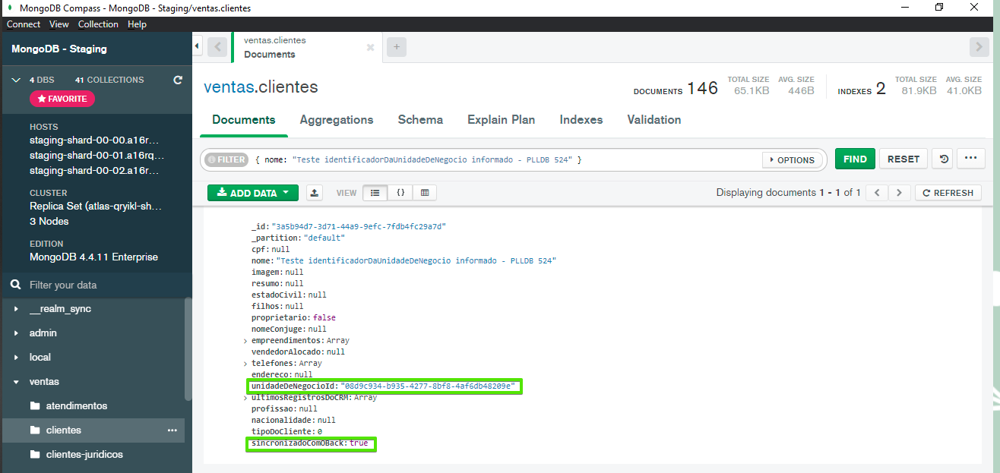 MongoDB Compass - MongoDB - Staging/ventas.clientes
Connect View Collection Help
MongoDB - Staging
4 DBS 41 COLLECTIONS
FAVORITE
HOSTS
staging-shard-00-00.a16r...
staging-shard-00-01.a16rq...
staging-shard-00-02.a16r...
CLUSTER
Replica Set (atlas-qryikl-sh...
3 Nodes
EDITION
MongoDB 4.4.11 Enterprise
Filter your data
__realm_sync
admin
local
ventas
atendimentos
clientes
clientes-juridicos
ventas.clientes
Documents
ventas.clientes
DOCUMENTS 146 TOTAL SIZE 65.1KB AVG. SIZE 446B INDEXES 2 TOTAL SIZE 81.9KB AVG. SIZE 41.0KB
Documents Aggregations Schema Explain Plan Indexes Validation
FILTER { nome: "Teste identificadorDaUnidadeDeNegocio informado - PLLDB 524" } OPTIONS FIND RESET ...
ADD DATA VIEW {} Displaying documents 1 - 1 of 1 REFRESH
_id: "3a5b94d7-3d71-44a9-9efc-7fdb4fc29a7d"
_partition: "default"
cpf: null
nome: "Teste identificadorDaUnidadeDeNegocio informado - PLLDB 524"
imagem: null
resumo: null
estadoCivil: null
filhos: null
proprietario: false
nomeConjuge: null
empreendimentos: Array
vendedorAlocado: null
telefones: Array
endereco: null
unidadeDeNegocioId: "08d9c934-b935-4277-8bf8-4af6db48209e"
ultimosRegistrosDoCRM: Array
profissao: null
nacionalidade: null
tipoDoCliente: 0
sincronizadoComOBack: true